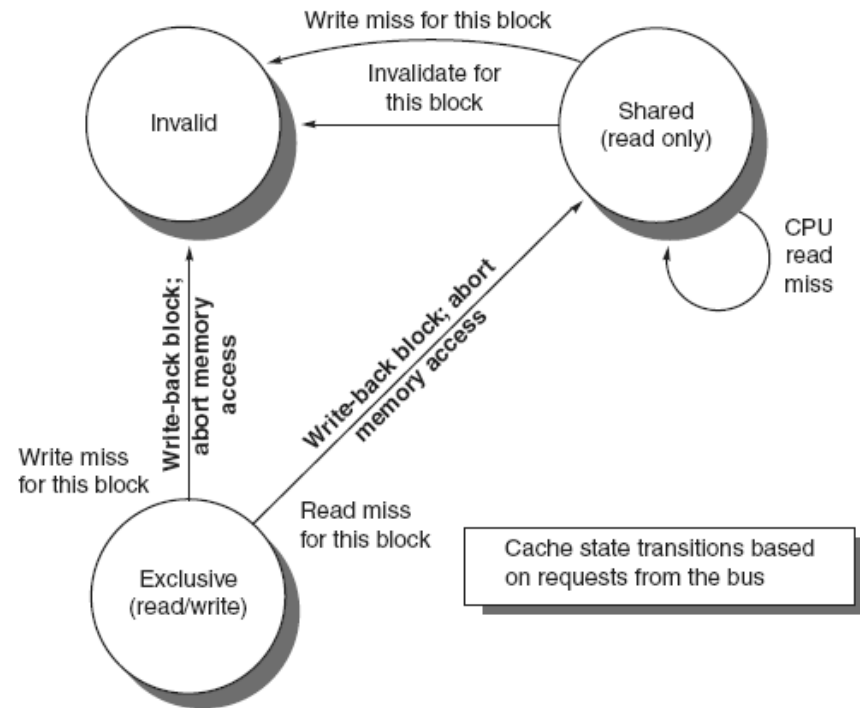 Write miss for this block
Invalidate for
this block
Invalid
Shared
(read only)
CPU
read
miss
Write-back block;
abort memory
access
Write-back block; abort
memory access
Write miss
for this block
Read miss
for this block
Exclusive
(read/write)
Cache state transitions based
on requests from the bus